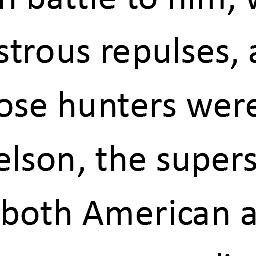 battle to him,
strous repulses,
ose hunters were
elson, the supers
both American a